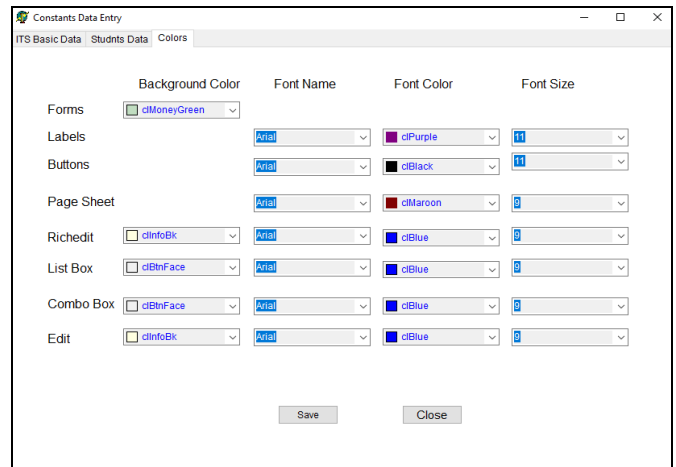 Constants Data Entry
ITS Basic Data Studnts Data Colors
Background Color Font Name Font Color Font Size
Forms clMoneyGreen
Labels Arial clPurple 11
Buttons Arial clBlack 11
Page Sheet Arial clMaroon 9
Richedit clInfoBk Arial clBlue 9
List Box clBtnFace Arial clBlue 9
Combo Box clBtnFace Arial clBlue 9
Edit clInfoBk Arial clBlue 9
Save Close